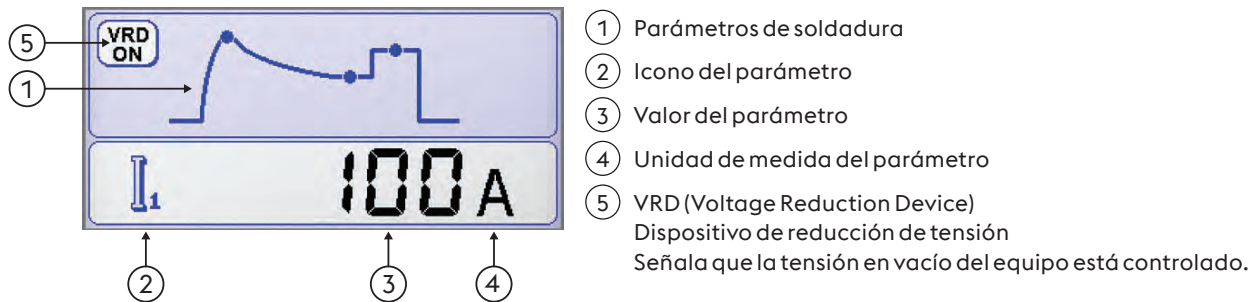 5
VRD
ON
1
I1
100 A
2
3
4
1 Parámetros de soldadura
2 Icono del parámetro
3 Valor del parámetro
4 Unidad de medida del parámetro
5 VRD (Voltage Reduction Device)
Dispositivo de reducción de tensión
Señala que la tensión en vacío del equipo está controlado.